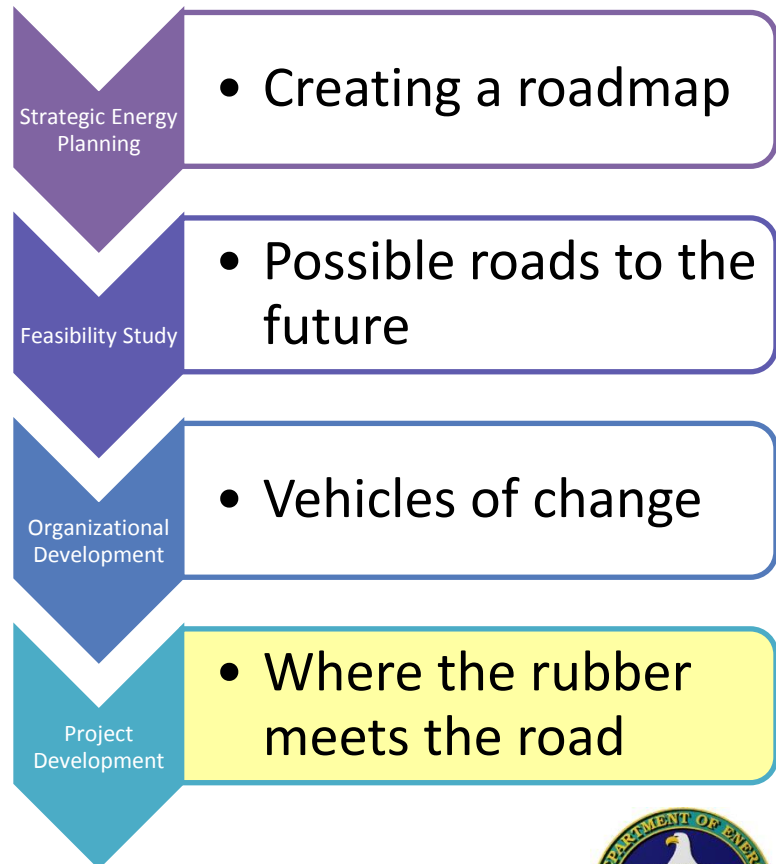 Strategic Energy
Planning
• Creating a roadmap
Feasibility Study
• Possible roads to the
future
Organizational
Development
• Vehicles of change
Project
Development
• Where the rubber
meets the road